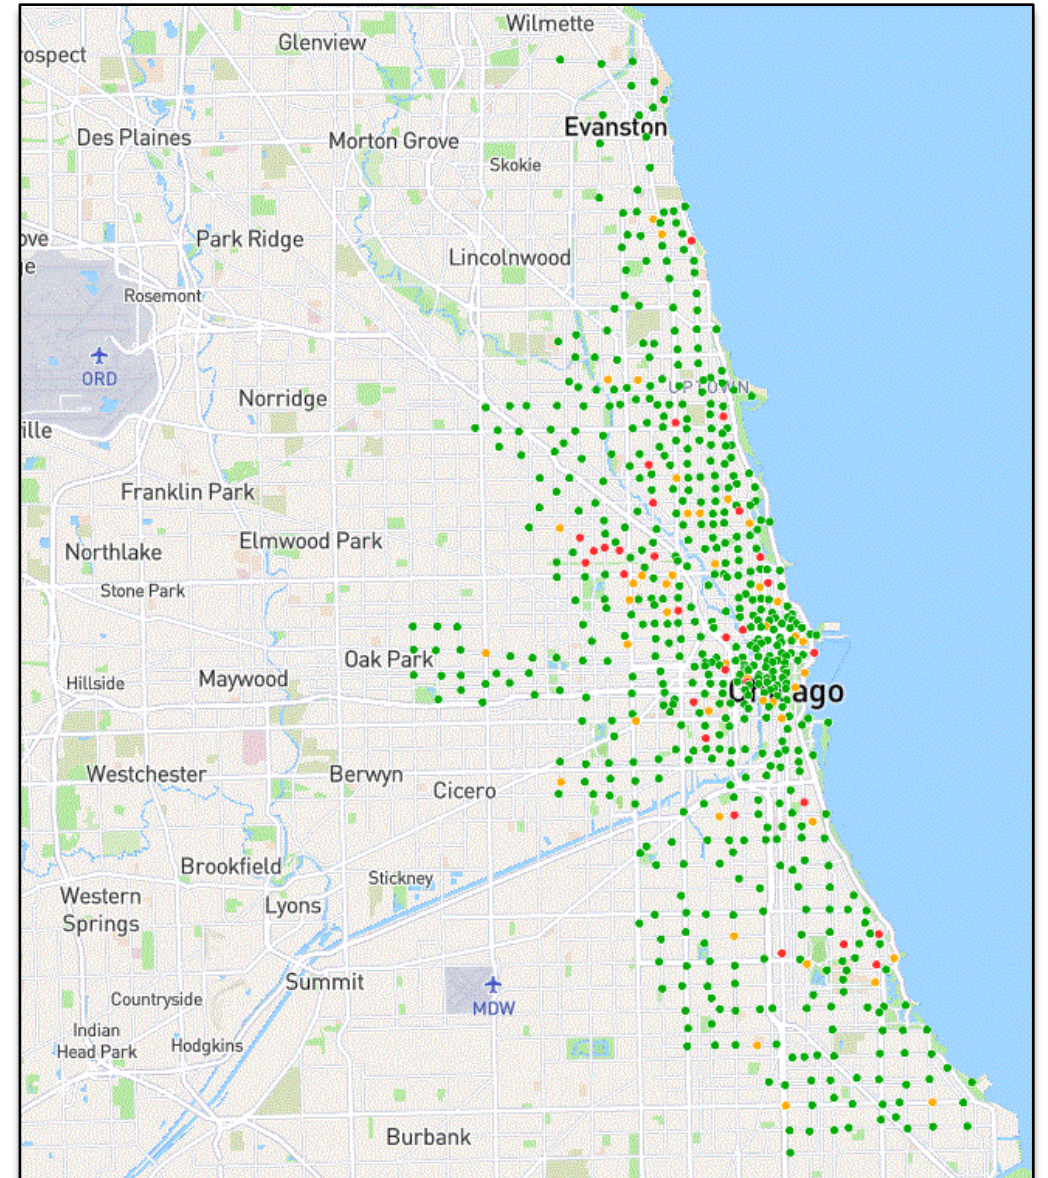 Wilmette
Glenview
rospect
Evanston
Des Plaines
Morton Grove
Skokie
ove
Park Ridge
Lincolnwood
e
Rosemont
ORD
UPTOWN
Norridge
ille
Franklin Park
Elmwood Park
Northlake
Stone Park
Oak Park
Maywood
Hillside
Chicago
Westchester
Berwyn
Cicero
Brookfield
Stickney
Western
Springs
Lyons
Summit
MDW
Countryside
Indian
Head Park
Hodgkins
Burbank